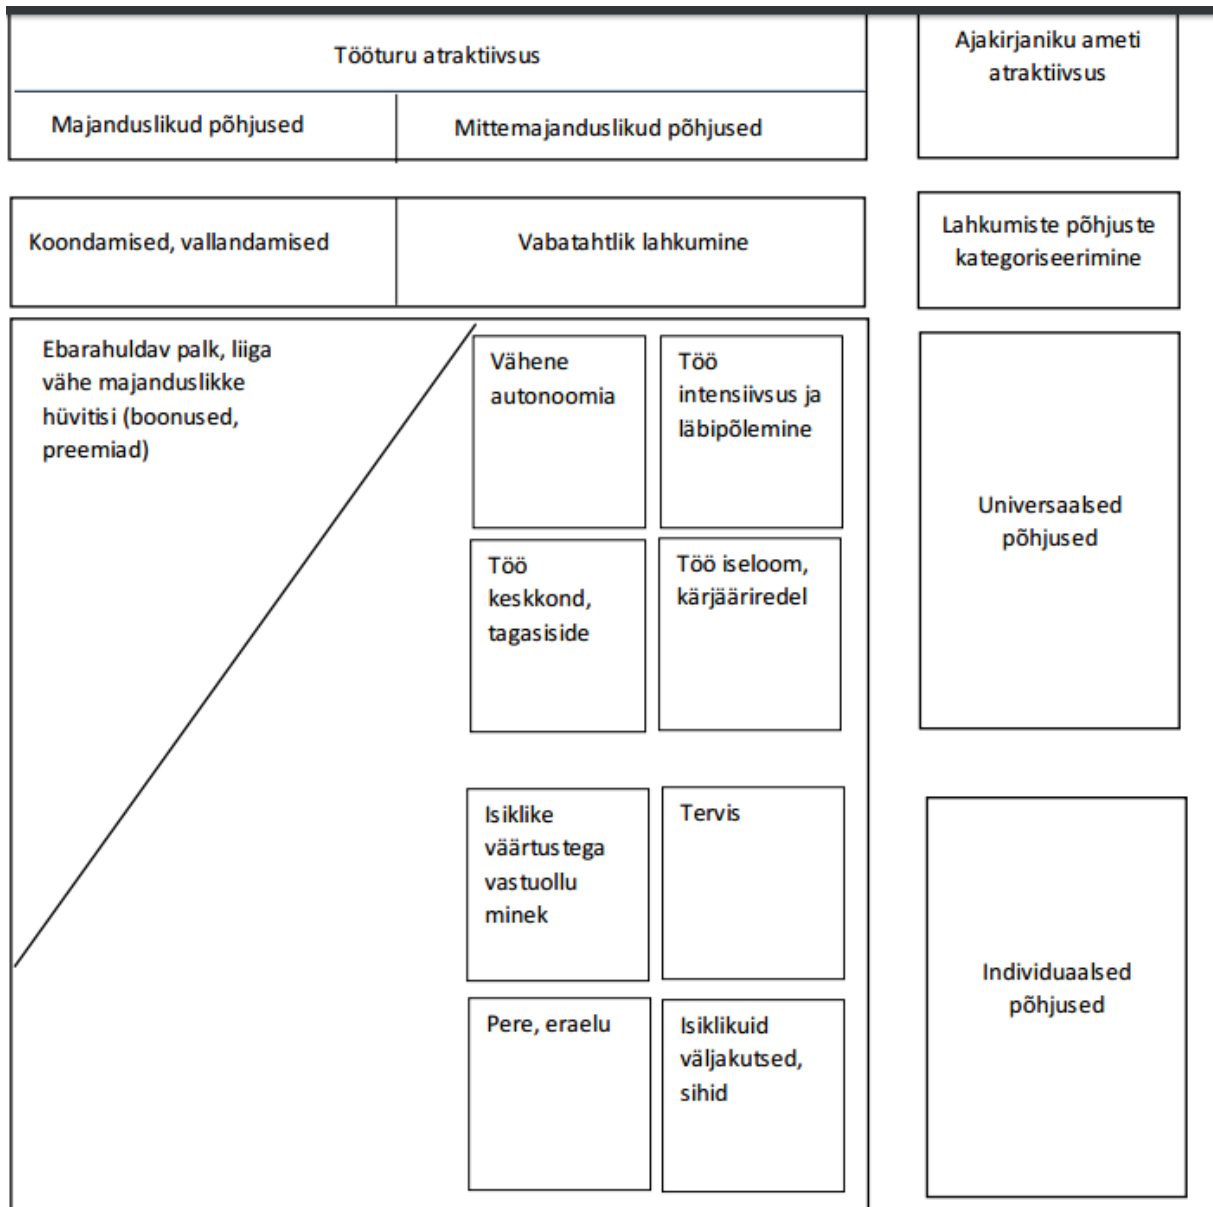 Tööturu atraktiivsus
Ajakirjaniku ameti
atraktiivsus
Majanduslikud põhjused
Mittemajanduslikud põhjused
Koondamised, vallandamised
Vabatahtlik lahkumine
Lahkumiste põhjuste
kategoriseerimine
Ebarahuldav palk, liiga
vähe majanduslikke
hüvitisi (boonused,
preemiad)
Vähene
autonoomia
Töö
intensiivsus ja
läbipõlemine
Töö
keskkond,
tagasiside
Töö iseloom,
kärjääriredel
Universaalsed
põhjused
Isiklike
väärtustega
vastuollu
minek
Tervis
Pere, eraelu
Isiklikuid
väljakutsed,
sihid
Individuaalsed
põhjused